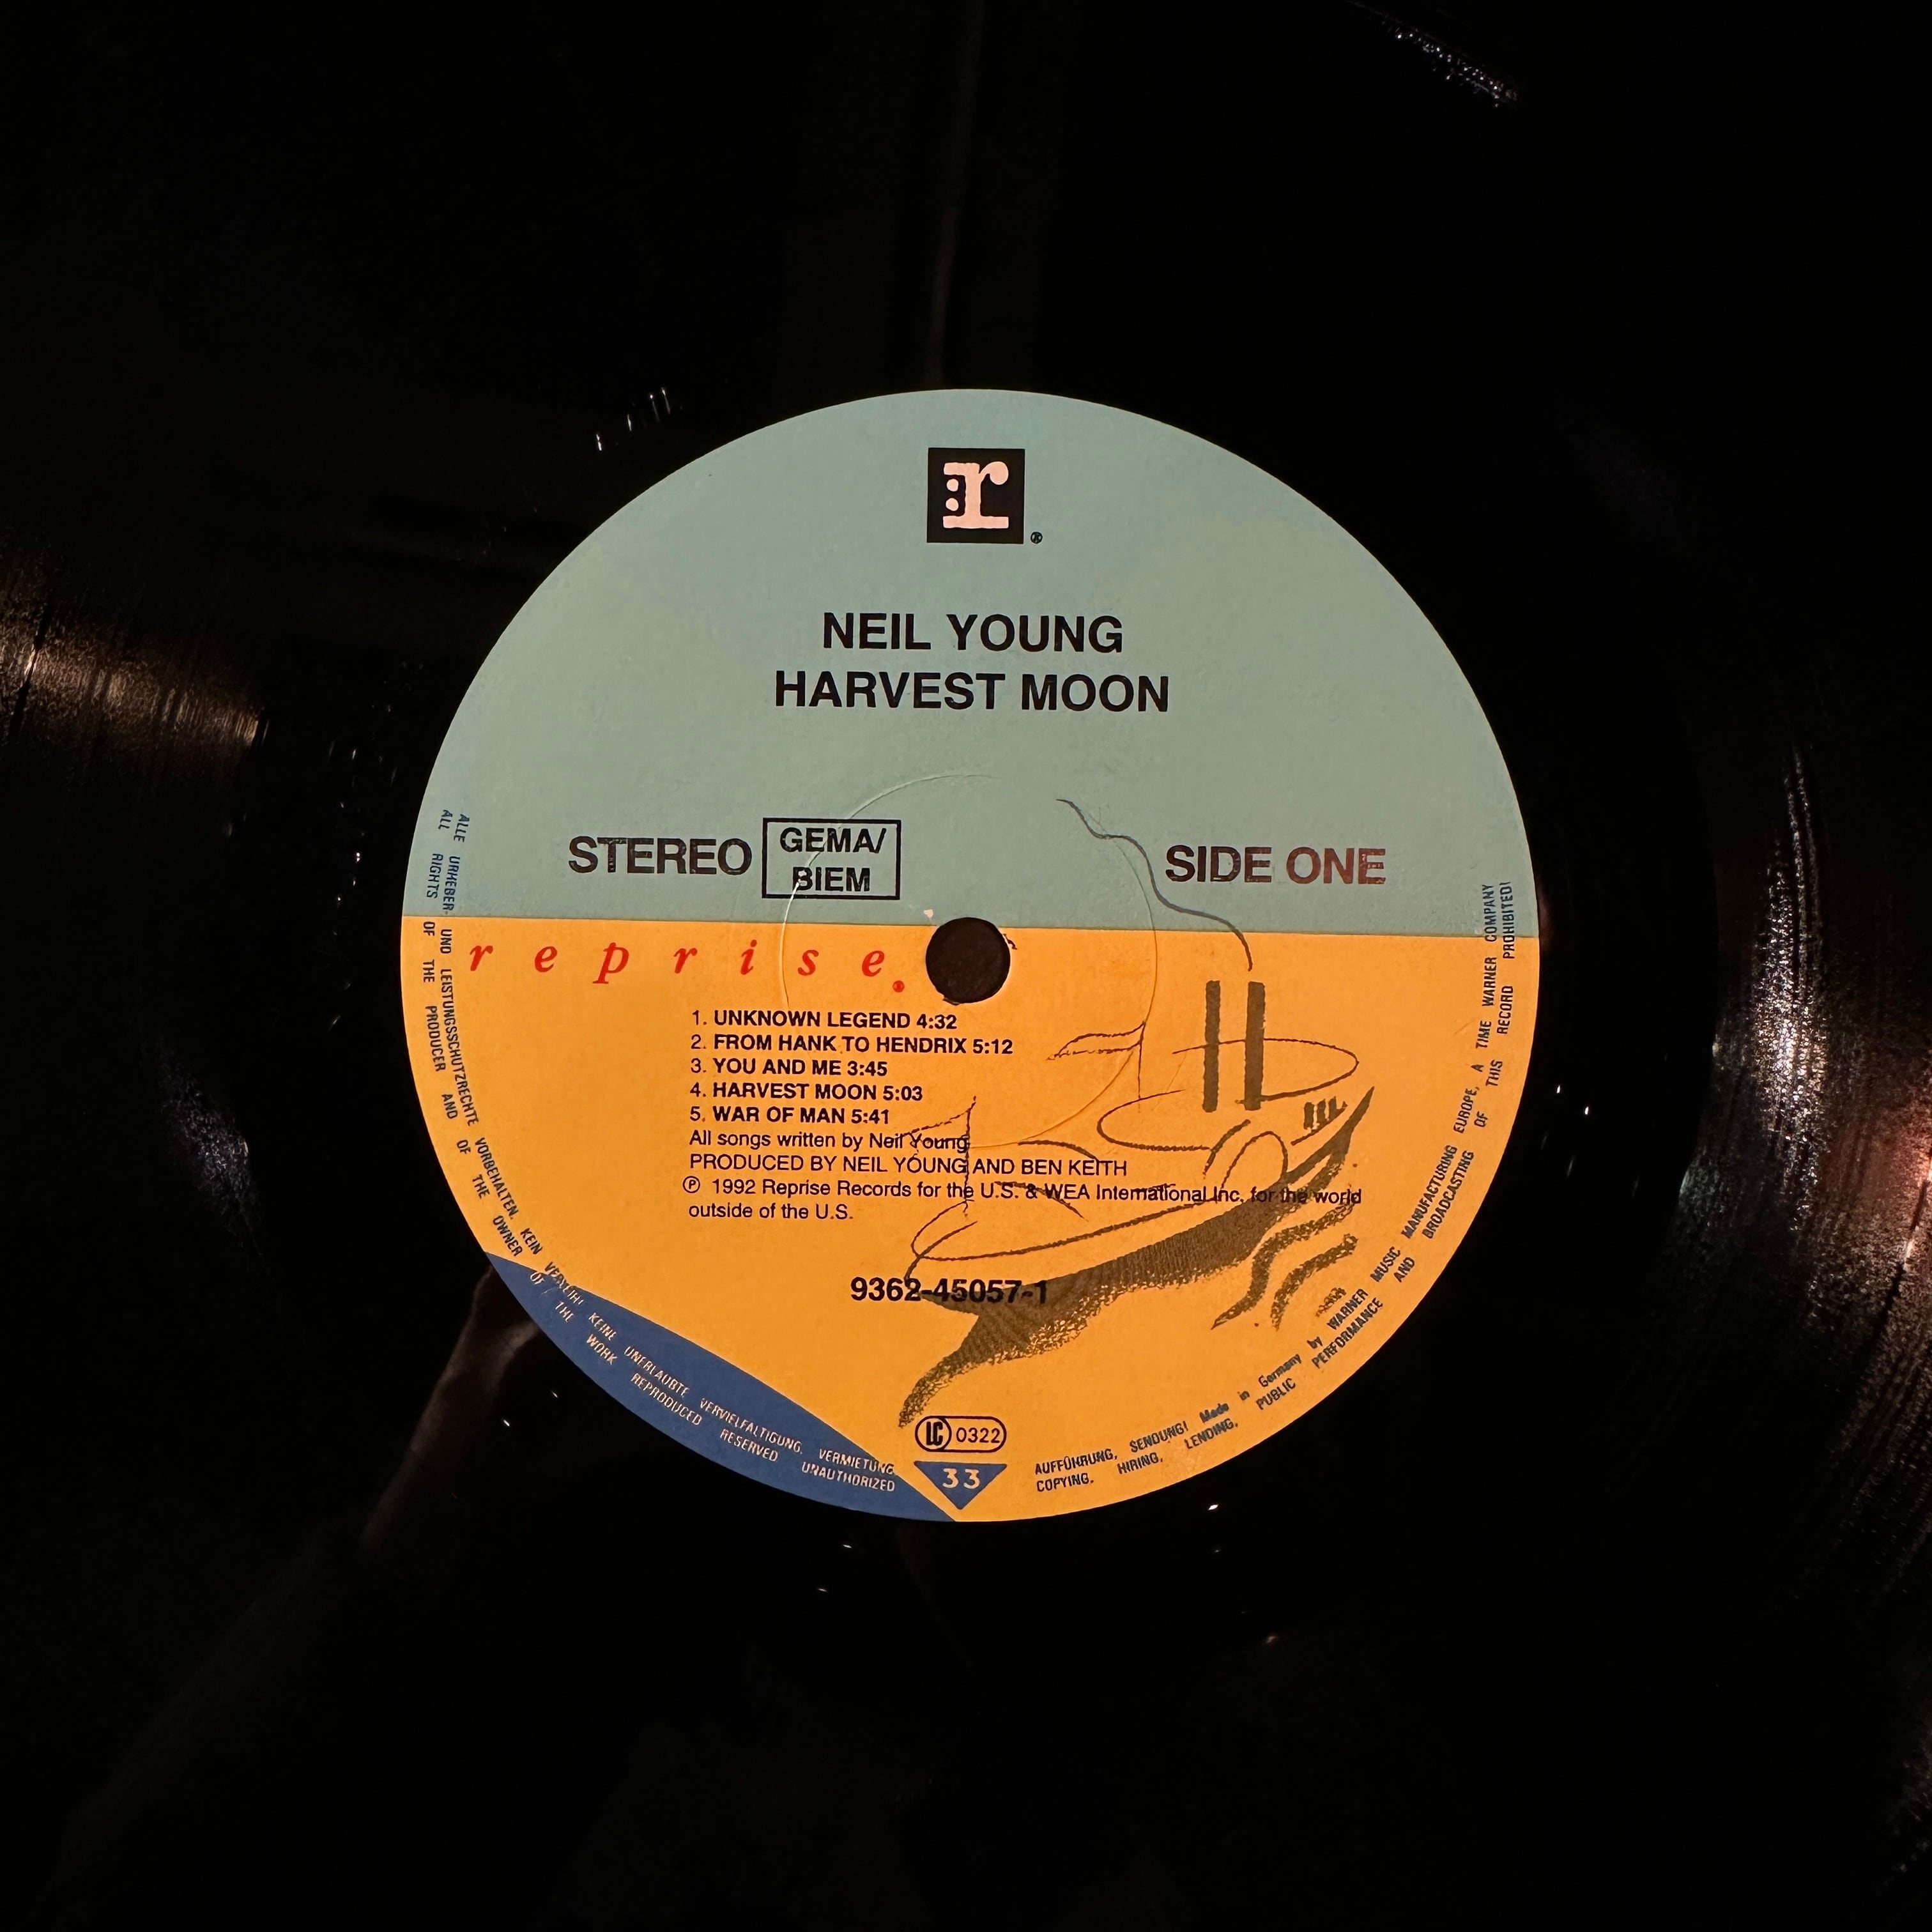 r®
NEIL YOUNG
HARVEST MOON
STEREO
GEMA/
BIEM
SIDE ONE
reprise®
1. UNKNOWN LEGEND 4:32
2. FROM HANK TO HENDRIX 5:12
3. YOU AND ME 3:45
4. HARVEST MOON 5:03
5. WAR OF MAN 5:41
All songs written by Neil Young
PRODUCED BY NEIL YOUNG AND BEN KEITH
℗ 1992 Reprise Records for the U.S. & WEA International Inc. for the world
outside of the U.S.
9362-45057-1
LC 0322
33
ALLE URHEBER- UND LEISTUNGSSCHUTZRECHTE VORBEHALTEN. KEIN VERLEIH! KEINE UNERLAUBTE VERVIELFALTIGUNG, VERMIETUNG, AUFFÜHRUNG, SENDUNG! Made in Germany by WARNER MUSIC MANUFACTURING EUROPE, A TIME WARNER COMPANY
ALL RIGHTS OF THE PRODUCER AND OF THE OWNER OF THE WORK REPRODUCED RESERVED UNAUTHORIZED COPYING, HIRING, LENDING, PUBLIC PERFORMANCE AND BROADCASTING OF THIS RECORD PROHIBITED!